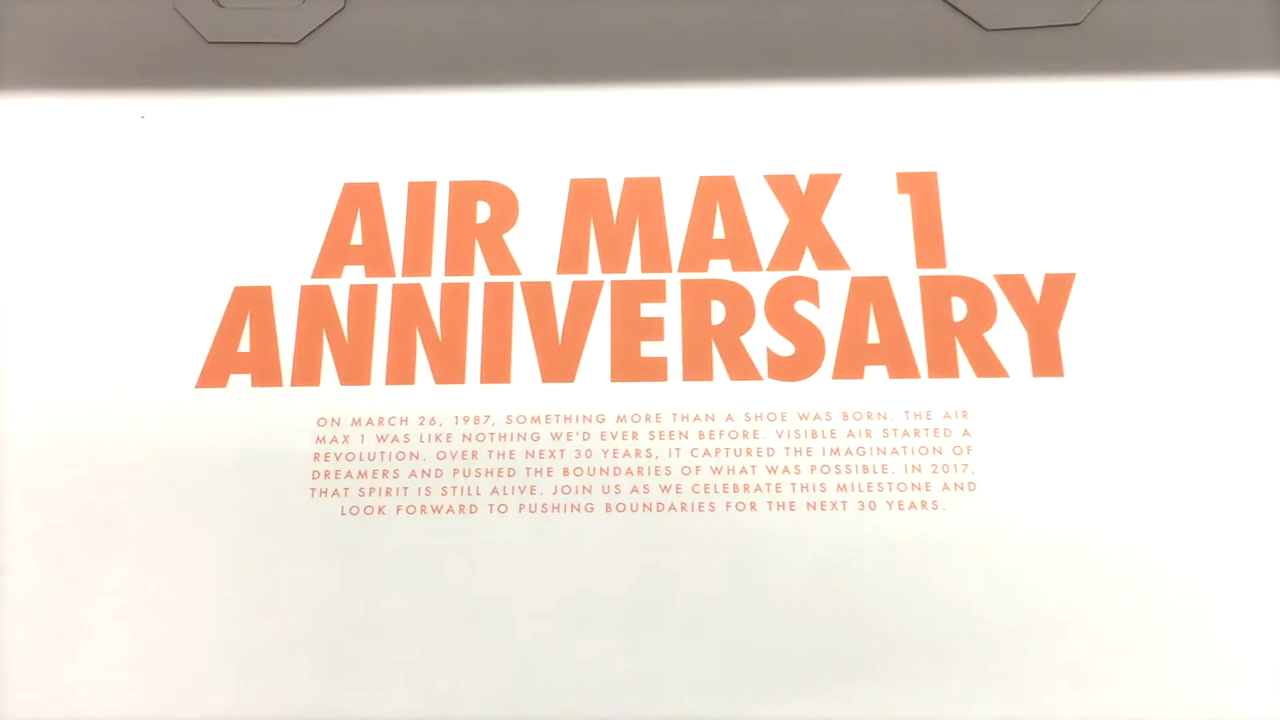 AIR MAX 1
ANNIVERSARY
ON MARCH 26, 1987, SOMETHING MORE THAN A SHOE WAS BORN. THE AIR
MAX 1 WAS LIKE NOTHING WE'D EVER SEEN BEFORE. VISIBLE AIR STARTED A
REVOLUTION. OVER THE NEXT 30 YEARS, IT CAPTURED THE IMAGINATION OF
DREAMERS AND PUSHED THE BOUNDARIES OF WHAT WAS POSSIBLE. IN 2017,
THAT SPIRIT IS STILL ALIVE. JOIN US AS WE CELEBRATE THIS MILESTONE AND
LOOK FORWARD TO PUSHING BOUNDARIES FOR THE NEXT 30 YEARS.